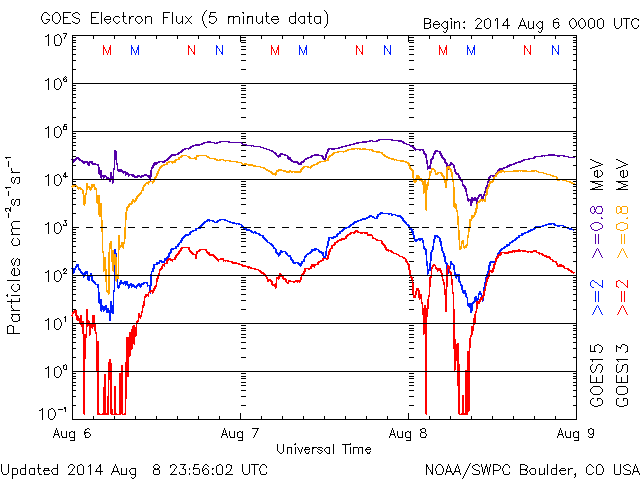 GOES Electron Flux (5 minute data)
Begin: 2014 Aug 6 0000 UTC
10⁷
M M N N M M N N M M N N
10⁶
10⁵
10⁴
10³
10²
10¹
10⁰
10⁻¹
Particles cm⁻²s⁻¹sr⁻¹
Aug 6 Aug 7 Aug 8 Aug 9
Universal Time
GOES15 >=2 >=0.8 MeV
GOES13 >=2 >=0.8 MeV
Updated 2014 Aug 8 23:56:02 UTC
NOAA/SWPC Boulder, CO USA